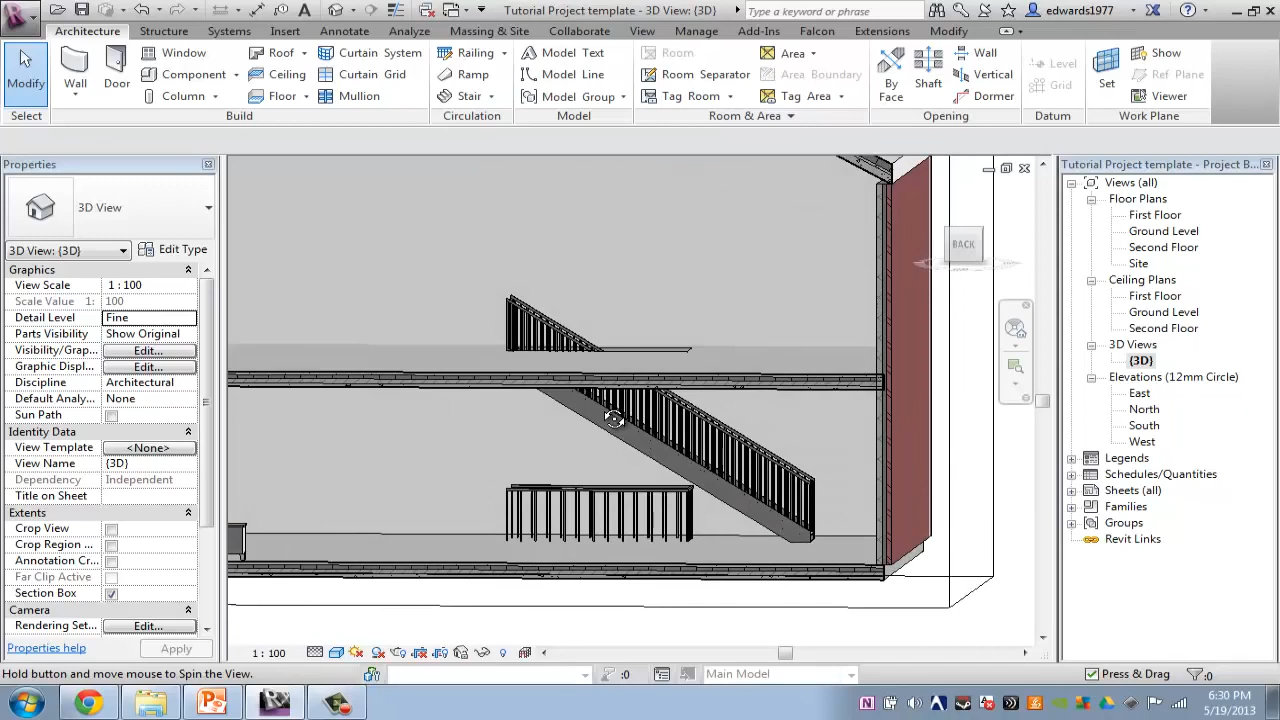 Tutorial Project template - 3D View: {3D}
Type a keyword or phrase
edwards1977
Architecture Structure Systems Insert Annotate Analyze Massing & Site Collaborate View Manage Add-Ins Falcon Extensions Modify
Modify
Wall
Door
Window
Component
Column
Roof
Ceiling
Floor
Curtain System
Curtain Grid
Mullion
Railing
Ramp
Stair
Model Text
Model Line
Model Group
Room
Room Separator
Tag Room
Area
Area Boundary
Tag Area
By Face
Shaft
Wall
Vertical
Dormer
Level
Grid
Set
Show
Ref Plane
Viewer
Select Build Circulation Model Room & Area Opening Datum Work Plane
Properties
3D View
3D View: {3D} Edit Type
Graphics
View Scale 1 : 100
Scale Value 1: 100
Detail Level Fine
Parts Visibility Show Original
Visibility/Grap... Edit...
Graphic Displ... Edit...
Discipline Architectural
Default Analy... None
Sun Path
Identity Data
View Template <None>
View Name {3D}
Dependency Independent
Title on Sheet
Extents
Crop View
Crop Region ...
Annotation Cr...
Far Clip Active
Section Box
Camera
Rendering Set... Edit...
Properties help Apply
BACK
1 : 100
Tutorial Project template - Project B...
Views (all)
Floor Plans
First Floor
Ground Level
Second Floor
Site
Ceiling Plans
First Floor
Ground Level
Second Floor
3D Views
{3D}
Elevations (12mm Circle)
East
North
South
West
Legends
Schedules/Quantities
Sheets (all)
Families
Groups
Revit Links
Hold button and move mouse to Spin the View.
:0
Main Model
Press & Drag
:0
6:30 PM
5/19/2013